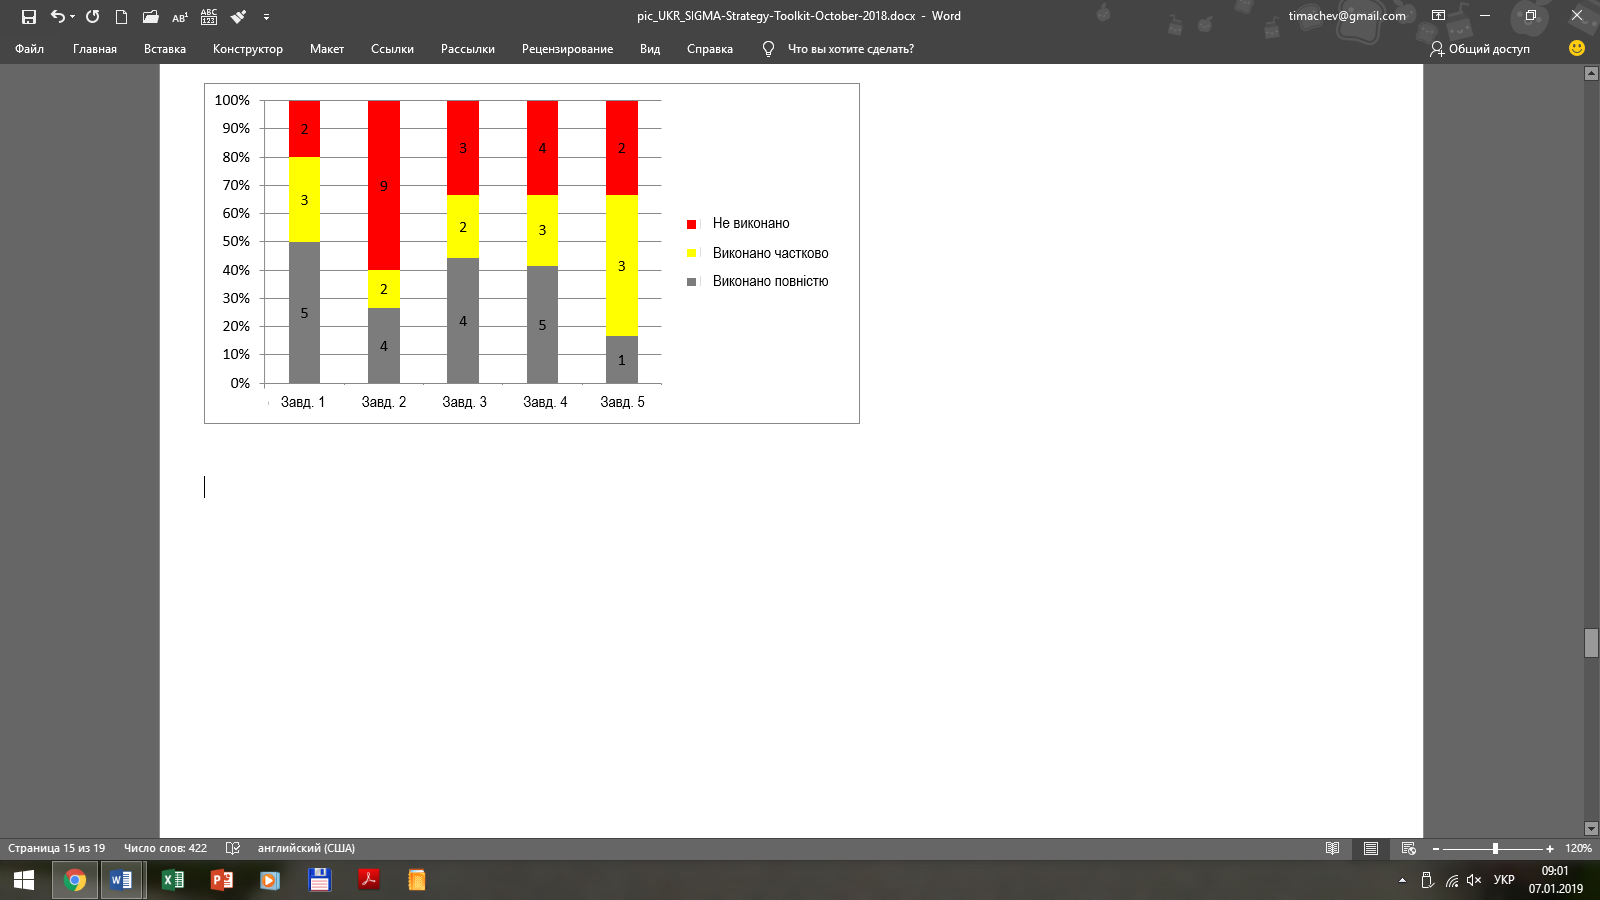 pic_UKR_SIGMA-Strategy-Toolkit-October-2018.docx - Word
timachev@gmail.com
Файл Главная Вставка Конструктор Макет Ссылки Рассылки Рецензирование Вид Справка Что вы хотите сделать? Общий доступ
100%
90%
80%
70%
60%
50%
40%
30%
20%
10%
0%
2 9 3 4 2
3 2 2 3 3
5 4 4 5 1
Завд. 1 Завд. 2 Завд. 3 Завд. 4 Завд. 5
Не виконано
Виконано частково
Виконано повністю
Страница 15 из 19 Число слов: 422 английский (США) 120%
УКР
09:01
07.01.2019